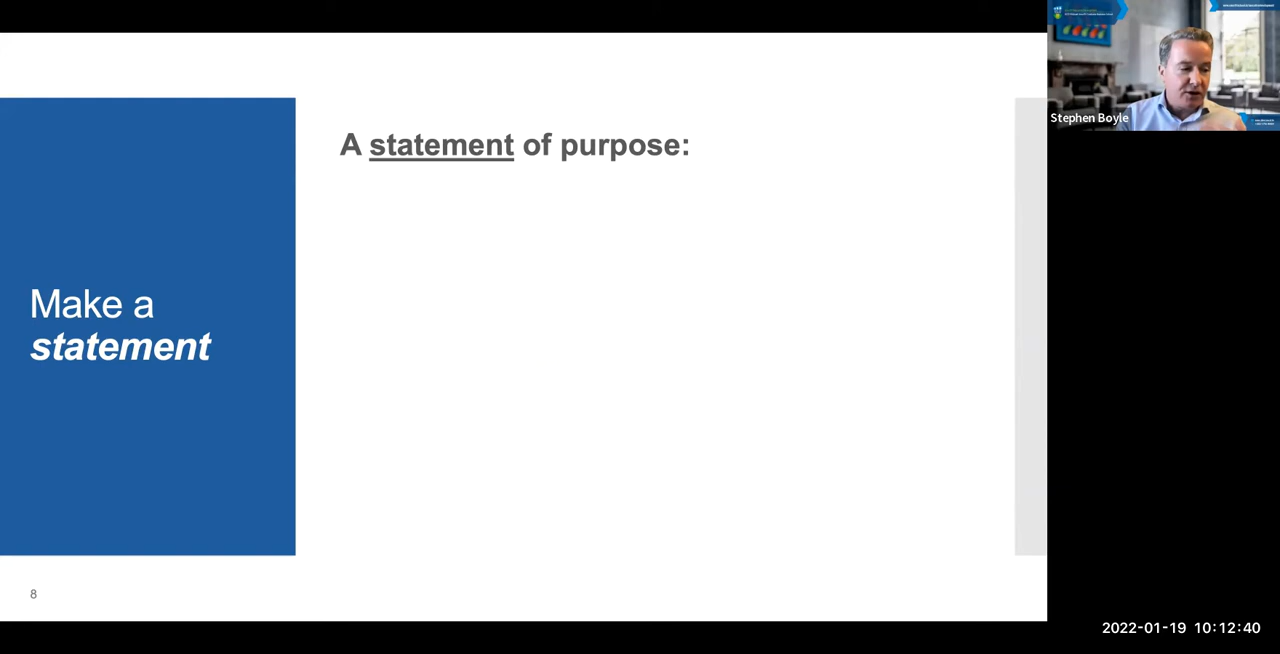 A statement of purpose:
Make a
statement
8
Stephen Boyle
2022-01-19 10:12:40